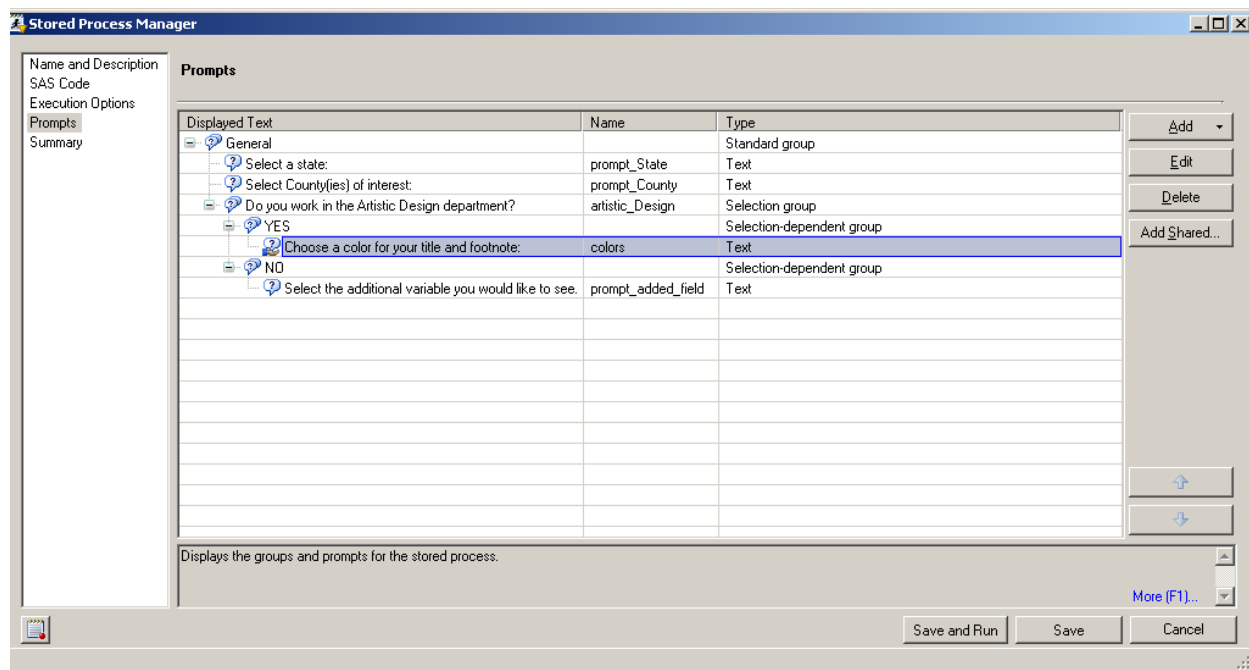 Stored Process Manager
Name and Description
SAS Code
Execution Options
Prompts
Summary
Prompts
Displayed Text Name Type
General Standard group
Select a state: prompt_State Text
Select County(ies) of interest: prompt_County Text
Do you work in the Artistic Design department? artistic_Design Selection group
YES Selection-dependent group
Choose a color for your title and footnote: colors Text
NO Selection-dependent group
Select the additional variable you would like to see. prompt_added_field Text
Add
Edit
Delete
Add Shared...
Displays the groups and prompts for the stored process.
More (F1)...
Save and Run Save Cancel